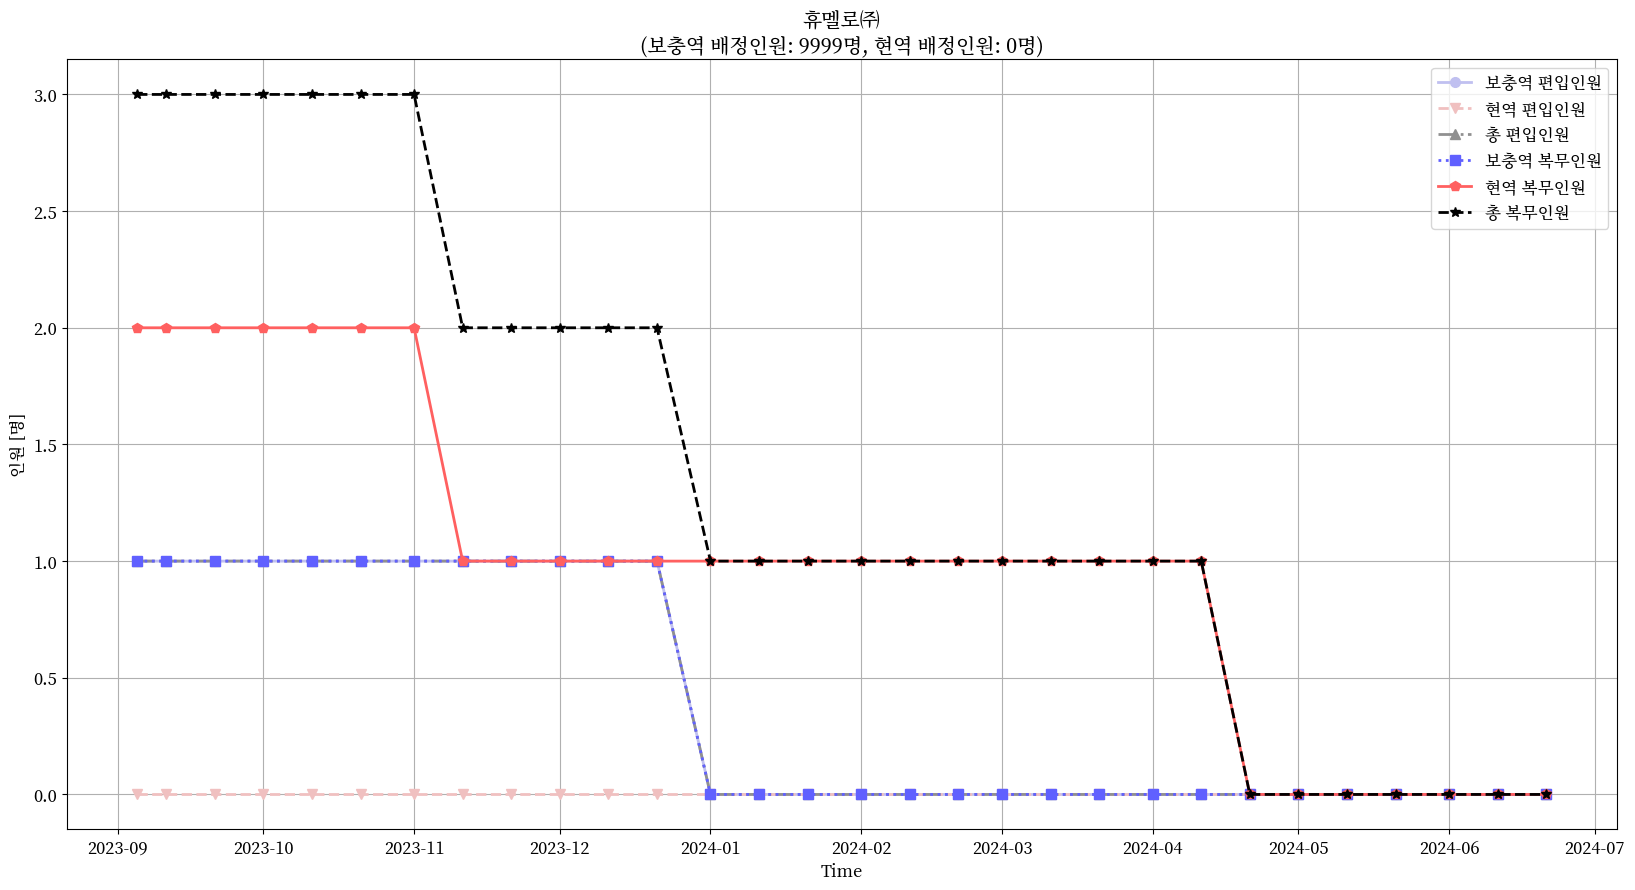 휴멜로㈜
(보충역 배정인원: 9999명, 현역 배정인원: 0명)
보충역 편입인원
현역 편입인원
총 편입인원
보충역 복무인원
현역 복무인원
총 복무인원
인원 [명]
3.0
2.5
2.0
1.5
1.0
0.5
0.0
2023-09 2023-10 2023-11 2023-12 2024-01 2024-02 2024-03 2024-04 2024-05 2024-06 2024-07
Time